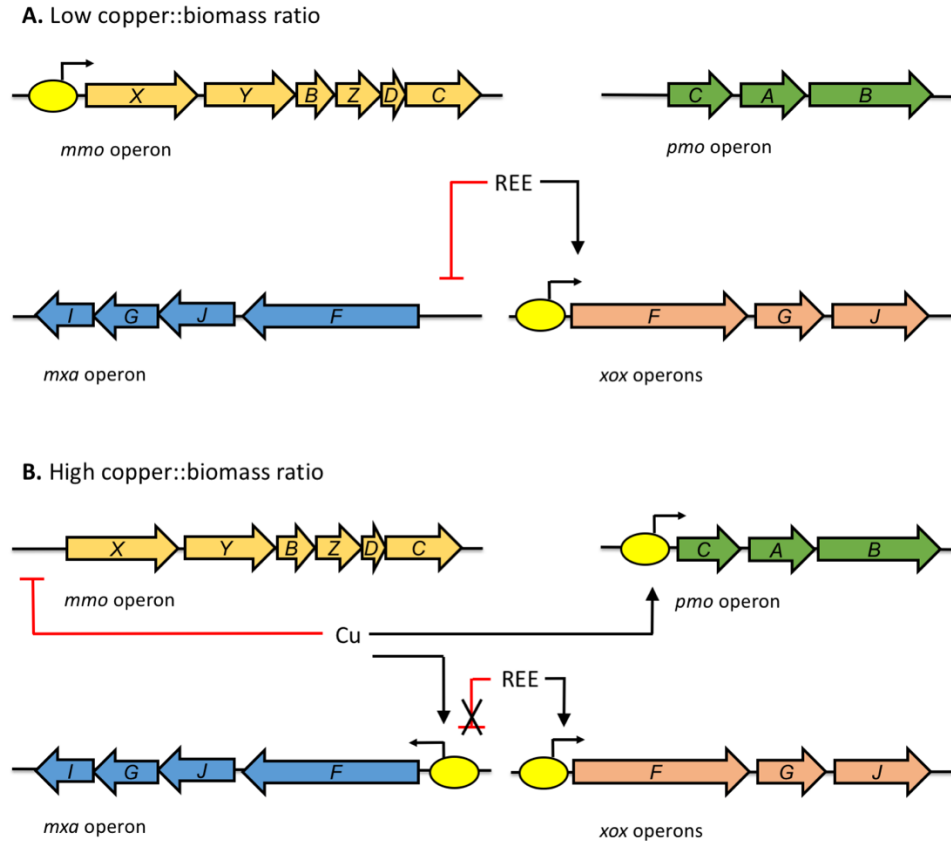 A. Low copper::biomass ratio
X Y B Z D C
C A B
mmo operon
pmo operon
REE
I G J F
F G J
mxa operon
xox operons
B. High copper::biomass ratio
X Y B Z D C
C A B
mmo operon
pmo operon
Cu
REE
I G J F
F G J
mxa operon
xox operons